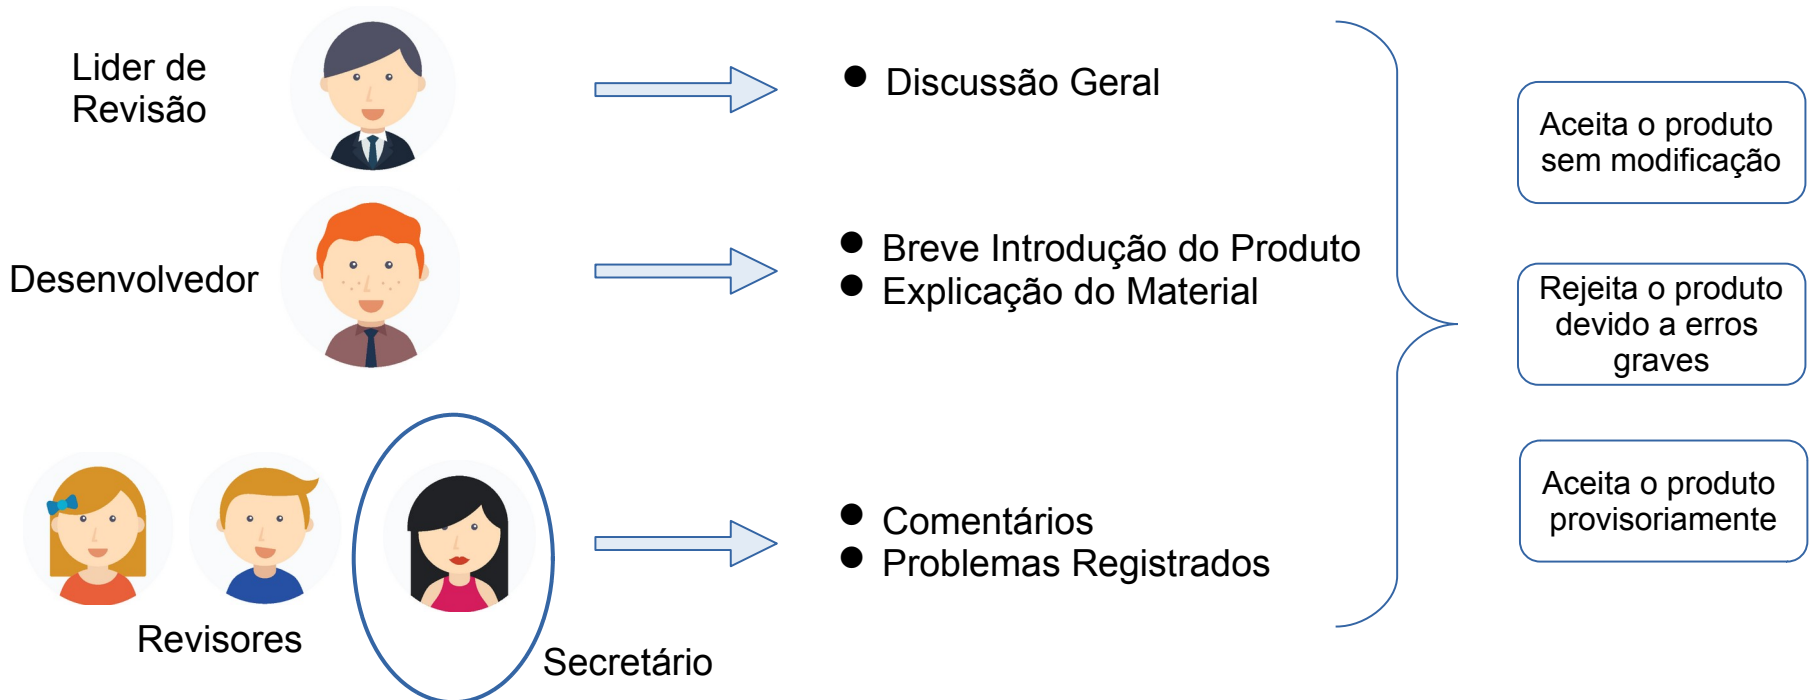 Lider de
Revisão
● Discussão Geral
Aceita o produto
sem modificação
Desenvolvedor
● Breve Introdução do Produto
● Explicação do Material
Rejeita o produto
devido a erros
graves
Revisores
Secretário
● Comentários
● Problemas Registrados
Aceita o produto
provisoriamente